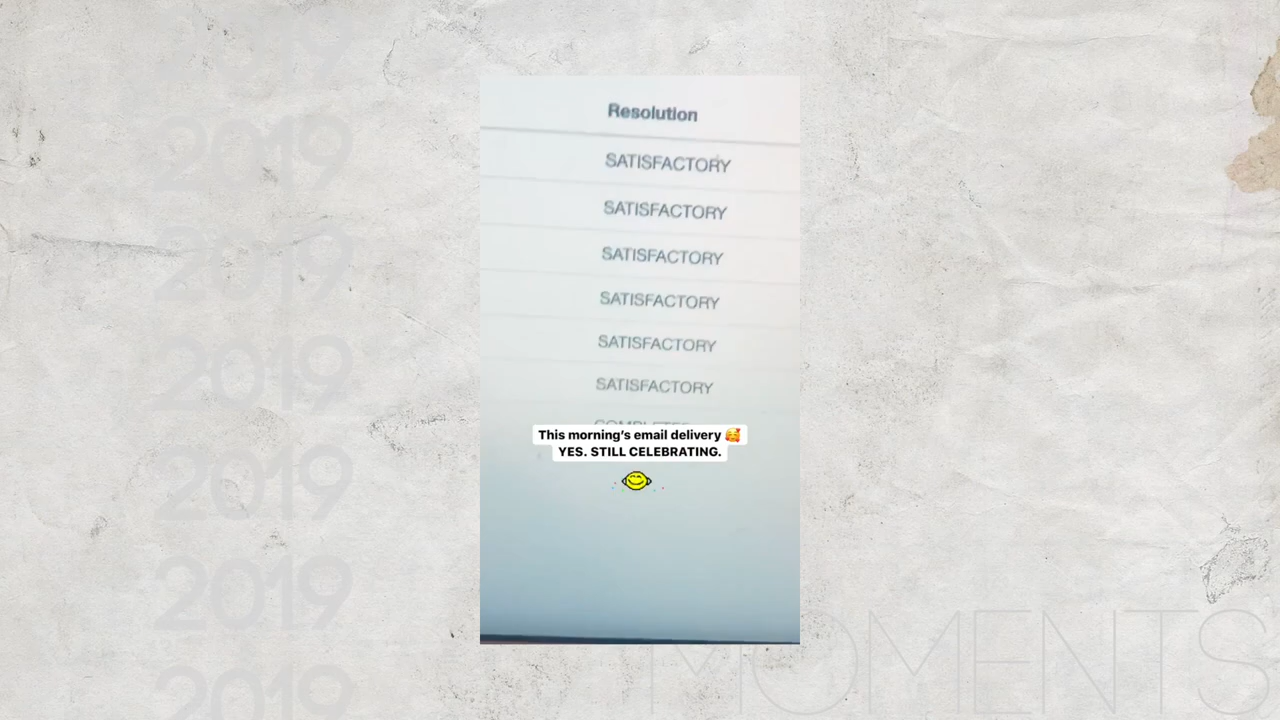 2019
2019
2019
2019
2019
2019
Resolution
SATISFACTORY
SATISFACTORY
SATISFACTORY
SATISFACTORY
SATISFACTORY
SATISFACTORY
This morning’s email delivery 🥰
YES. STILL CELEBRATING.
MOMENTS